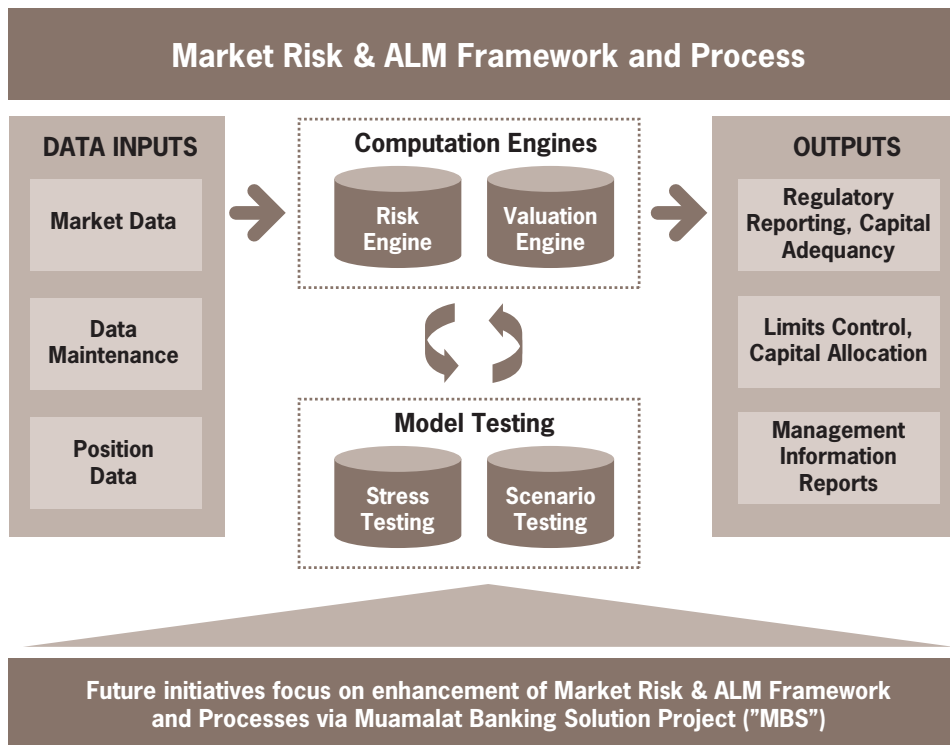 Market Risk & ALM Framework and Process
DATA INPUTS
Market Data
Data
Maintenance
Position
Data
Computation Engines
Risk
Engine
Valuation
Engine
Model Testing
Stress
Testing
Scenario
Testing
OUTPUTS
Regulatory
Reporting, Capital
Adequancy
Limits Control,
Capital Allocation
Management
Information
Reports
Future initiatives focus on enhancement of Market Risk & ALM Framework
and Processes via Muamalat Banking Solution Project (”MBS”)